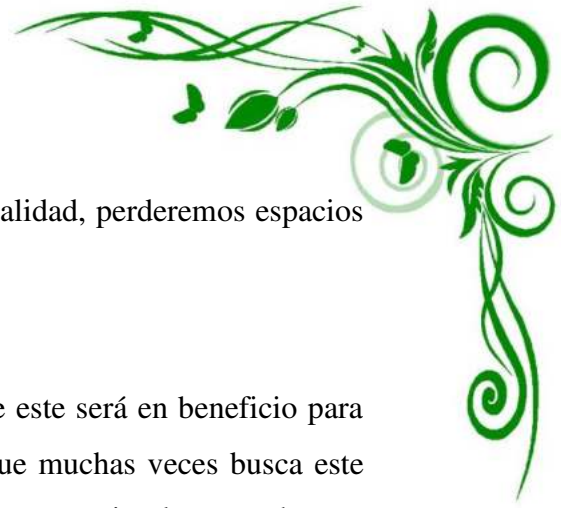 alidad, perderemos espacios
este será en beneficio para
ue muchas veces busca este